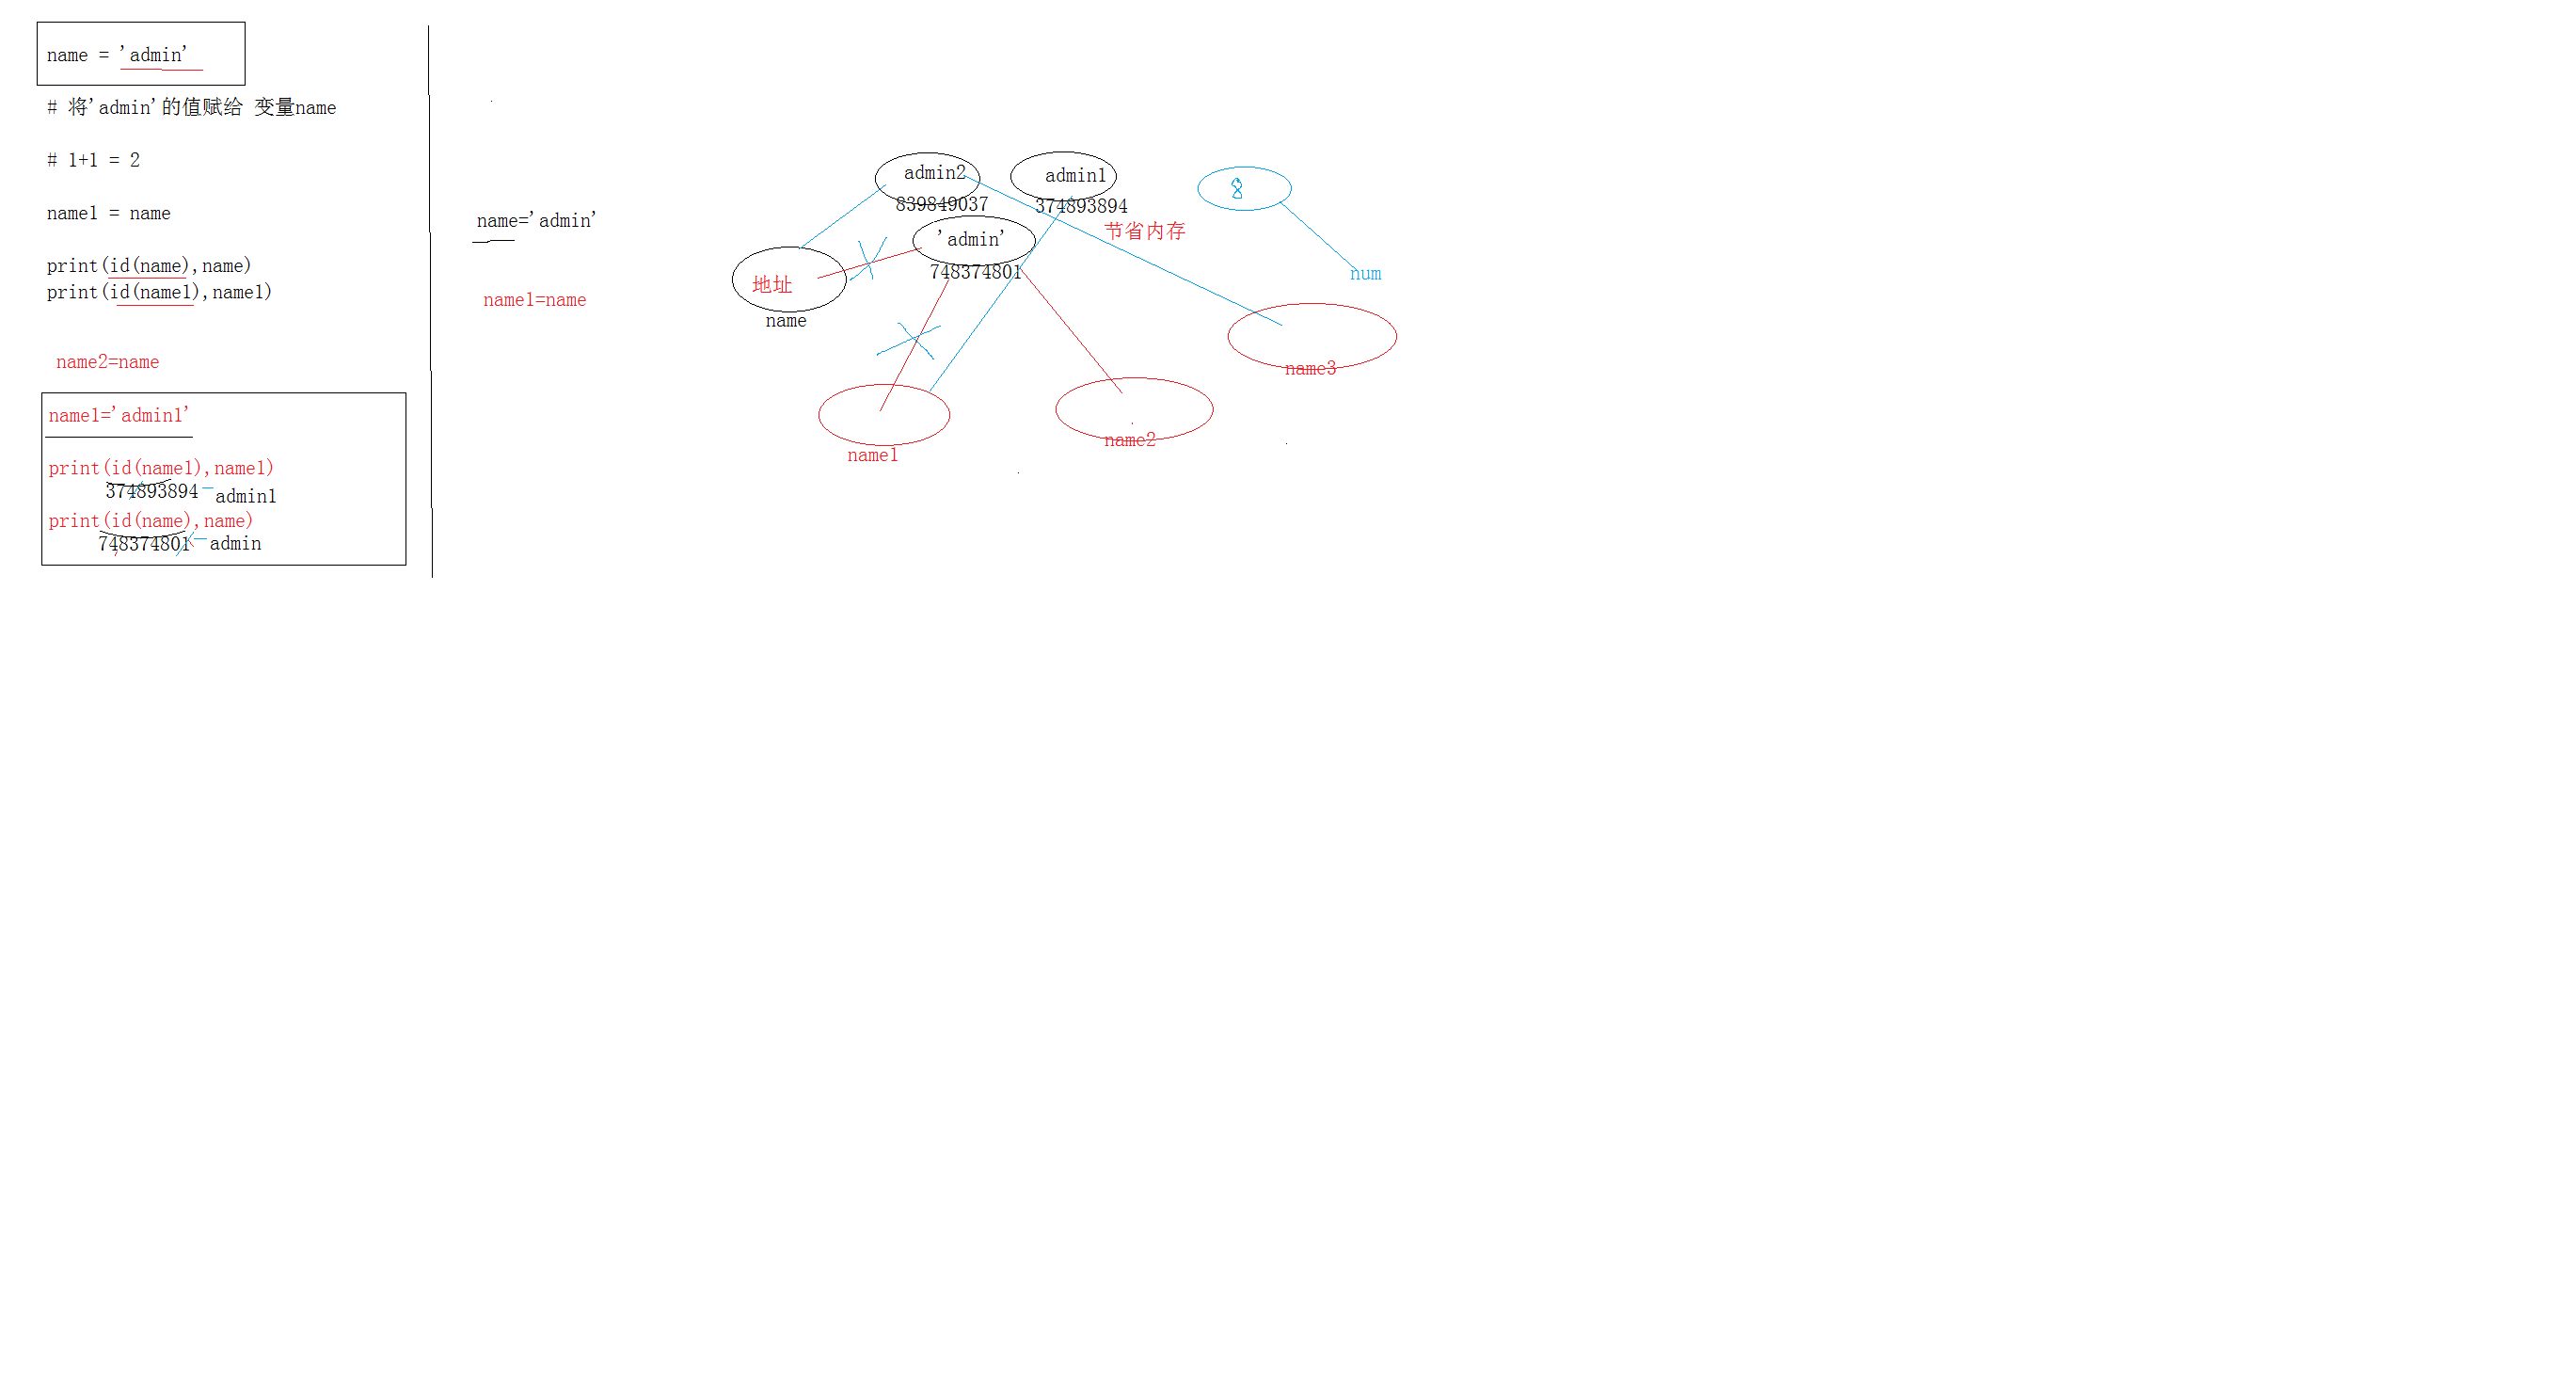 name = 'admin'
# 将'admin'的值赋给 变量name
# 1+1 = 2
name1 = name
print(id(name),name)
print(id(name1),name1)
name2=name
name1='admin1'
print(id(name1),name1)
374893894 admin1
print(id(name),name)
748374801 admin
name='admin'
name1=name
admin2
839849037
admin1
374893894
'admin'
748374801
节省内存
地址
name
8
num
name3
name1
name2